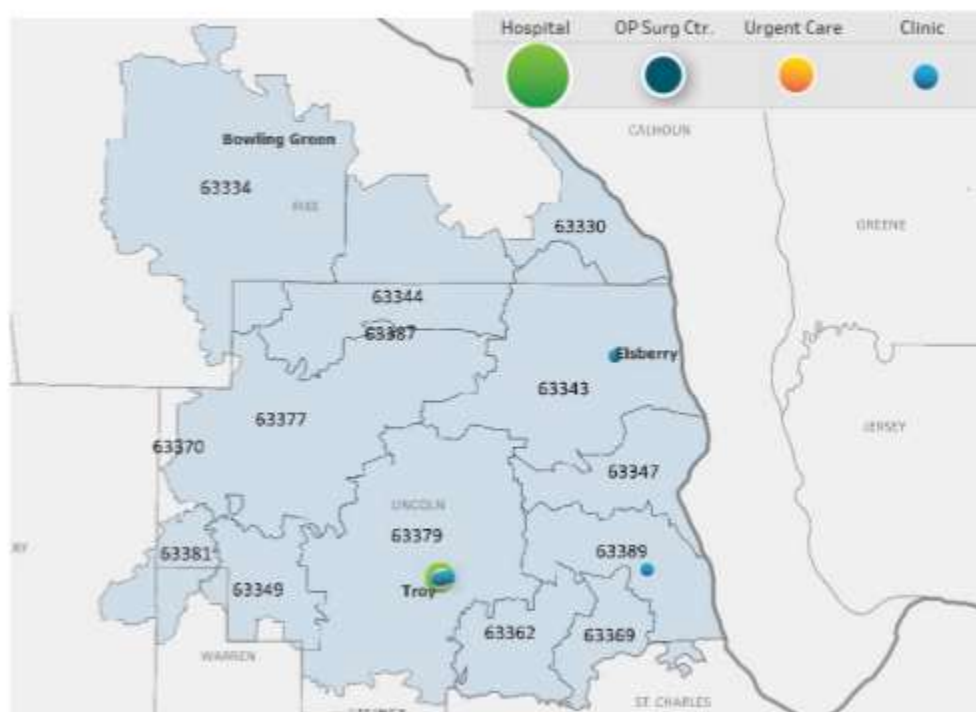 Hospital OP Surg Ctr. Urgent Care Clinic
CALHOUN
Bowling Green
63334
PIKE
63330
GREENE
63344
63387
Elsberry
63343
63377
JERSEY
63370
63347
LINCOLN
63379
63389
63381
63349
Troy
63362
63369
WARREN
ST. CHARLES